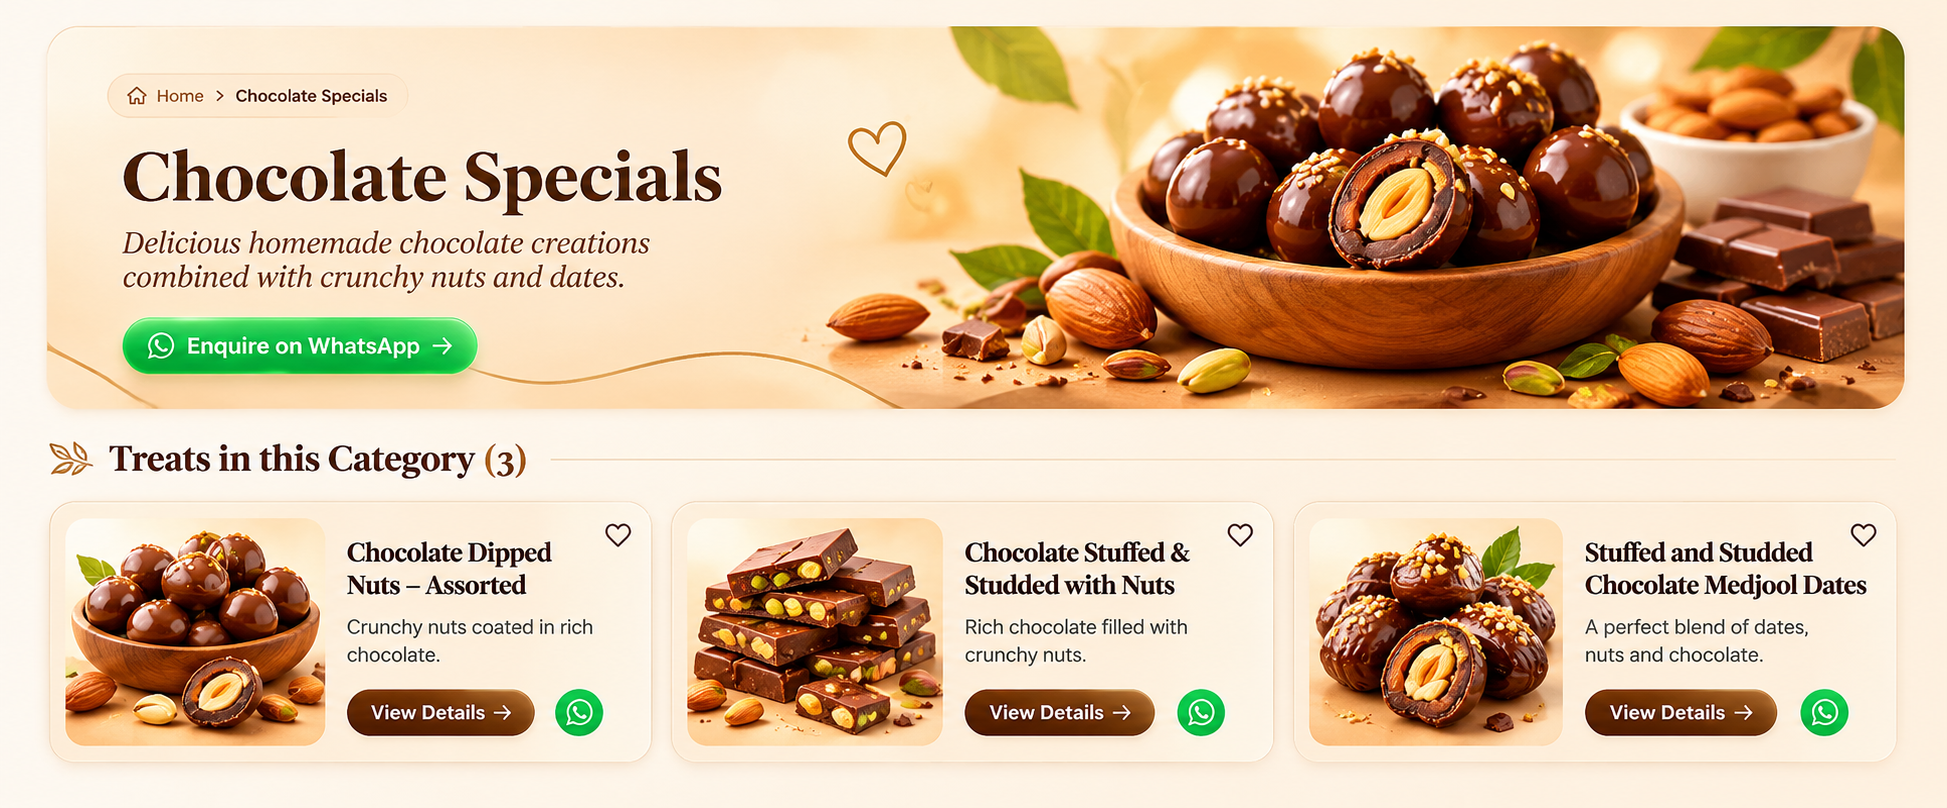 Home > Chocolate Specials
Chocolate Specials
Delicious homemade chocolate creations
combined with crunchy nuts and dates.
Enquire on WhatsApp →
Treats in this Category (3)
Chocolate Dipped
Nuts – Assorted
Crunchy nuts coated in rich
chocolate.
View Details →
Chocolate Stuffed &
Studded with Nuts
Rich chocolate filled with
crunchy nuts.
View Details →
Stuffed and Studded
Chocolate Medjool Dates
A perfect blend of dates,
nuts and chocolate.
View Details →